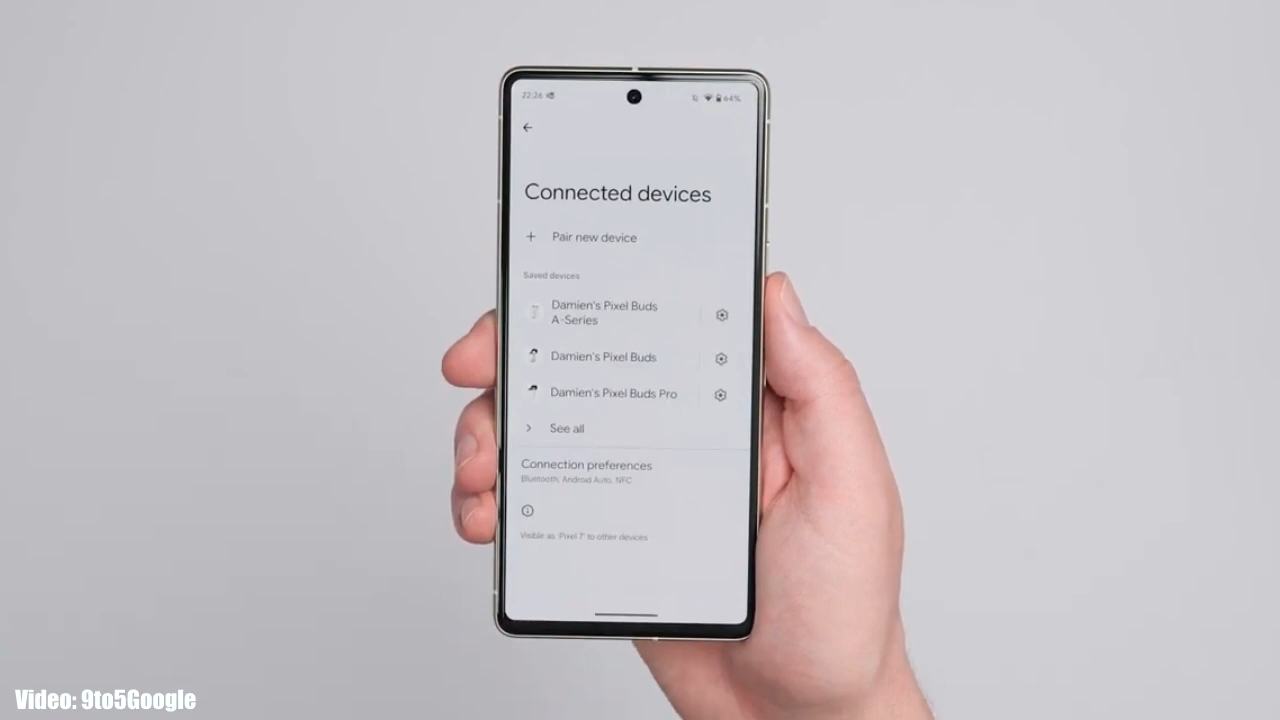 22:26
64%
Connected devices
Pair new device
Saved devices
Damien's Pixel Buds
A-Series
Damien's Pixel Buds
Damien's Pixel Buds Pro
See all
Connection preferences
Bluetooth, Android Auto, NFC
Visible as 'Pixel 7' to other devices
Video: 9to5Google